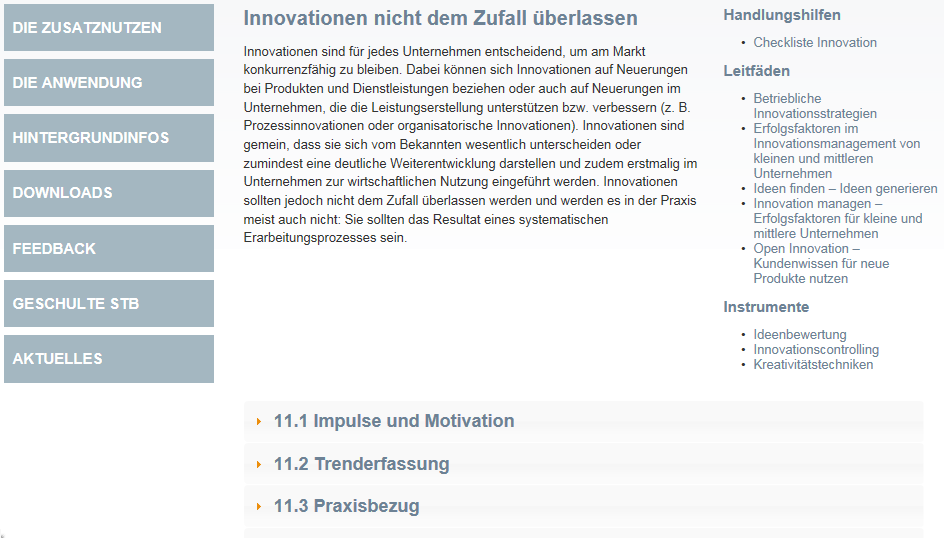 DIE ZUSATZNUTZEN
DIE ANWENDUNG
HINTERGRUNDINFOS
DOWNLOADS
FEEDBACK
GESCHULTE STB
AKTUELLES
Innovationen nicht dem Zufall überlassen
Innovationen sind für jedes Unternehmen entscheidend, um am Markt
konkurrenzfähig zu bleiben. Dabei können sich Innovationen auf Neuerungen
bei Produkten und Dienstleistungen beziehen oder auch auf Neuerungen im
Unternehmen, die die Leistungserstellung unterstützen bzw. verbessern (z. B.
Prozessinnovationen oder organisatorische Innovationen). Innovationen sind
gemein, dass sie sich vom Bekannten wesentlich unterscheiden oder
zumindest eine deutliche Weiterentwicklung darstellen und zudem erstmalig im
Unternehmen zur wirtschaftlichen Nutzung eingeführt werden. Innovationen
sollten jedoch nicht dem Zufall überlassen werden und werden es in der Praxis
meist auch nicht: Sie sollten das Resultat eines systematischen
Erarbeitungsprozesses sein.
Handlungshilfen
• Checkliste Innovation
Leitfäden
• Betriebliche
Innovationsstrategien
• Erfolgsfaktoren im
Innovationsmanagement von
kleinen und mittleren
Unternehmen
• Ideen finden – Ideen generieren
• Innovation managen –
Erfolgsfaktoren für kleine und
mittlere Unternehmen
• Open Innovation –
Kundenwissen für neue
Produkte nutzen
Instrumente
• Ideenbewertung
• Innovationscontrolling
• Kreativitätstechniken
11.1 Impulse und Motivation
11.2 Trenderfassung
11.3 Praxisbezug